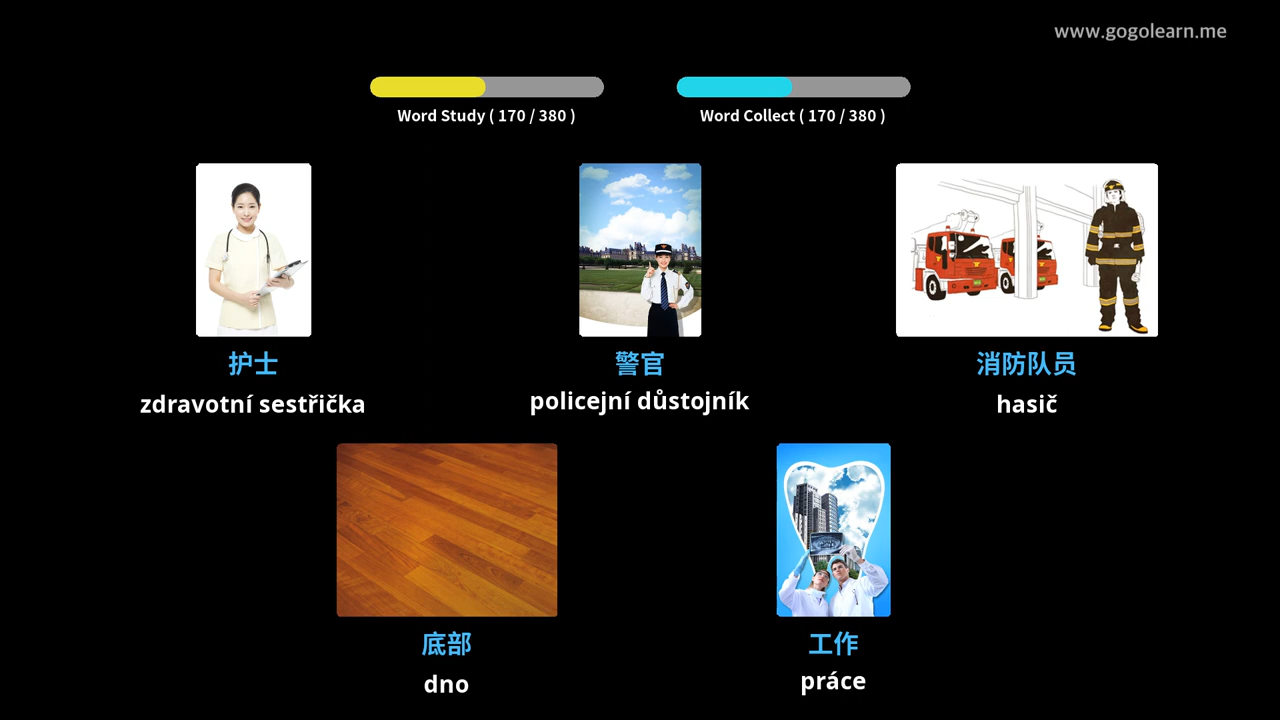 www.gogolearn.me
Word Study ( 170 / 380 )
Word Collect ( 170 / 380 )
护士
警官
消防队员
zdravotní sestřička
policejní důstojník
hasič
底部
工作
dno
práce